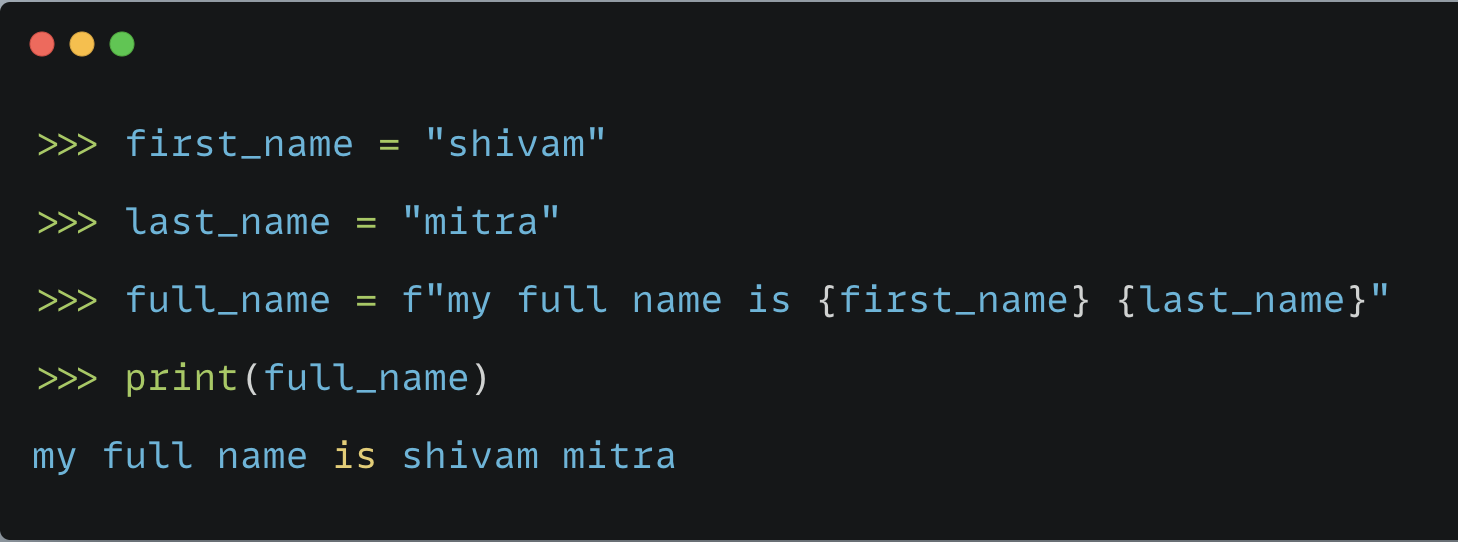 >>> first_name = "shivam"
>>> last_name = "mitra"
>>> full_name = f"my full name is {first_name} {last_name}"
>>> print(full_name)
my full name is shivam mitra